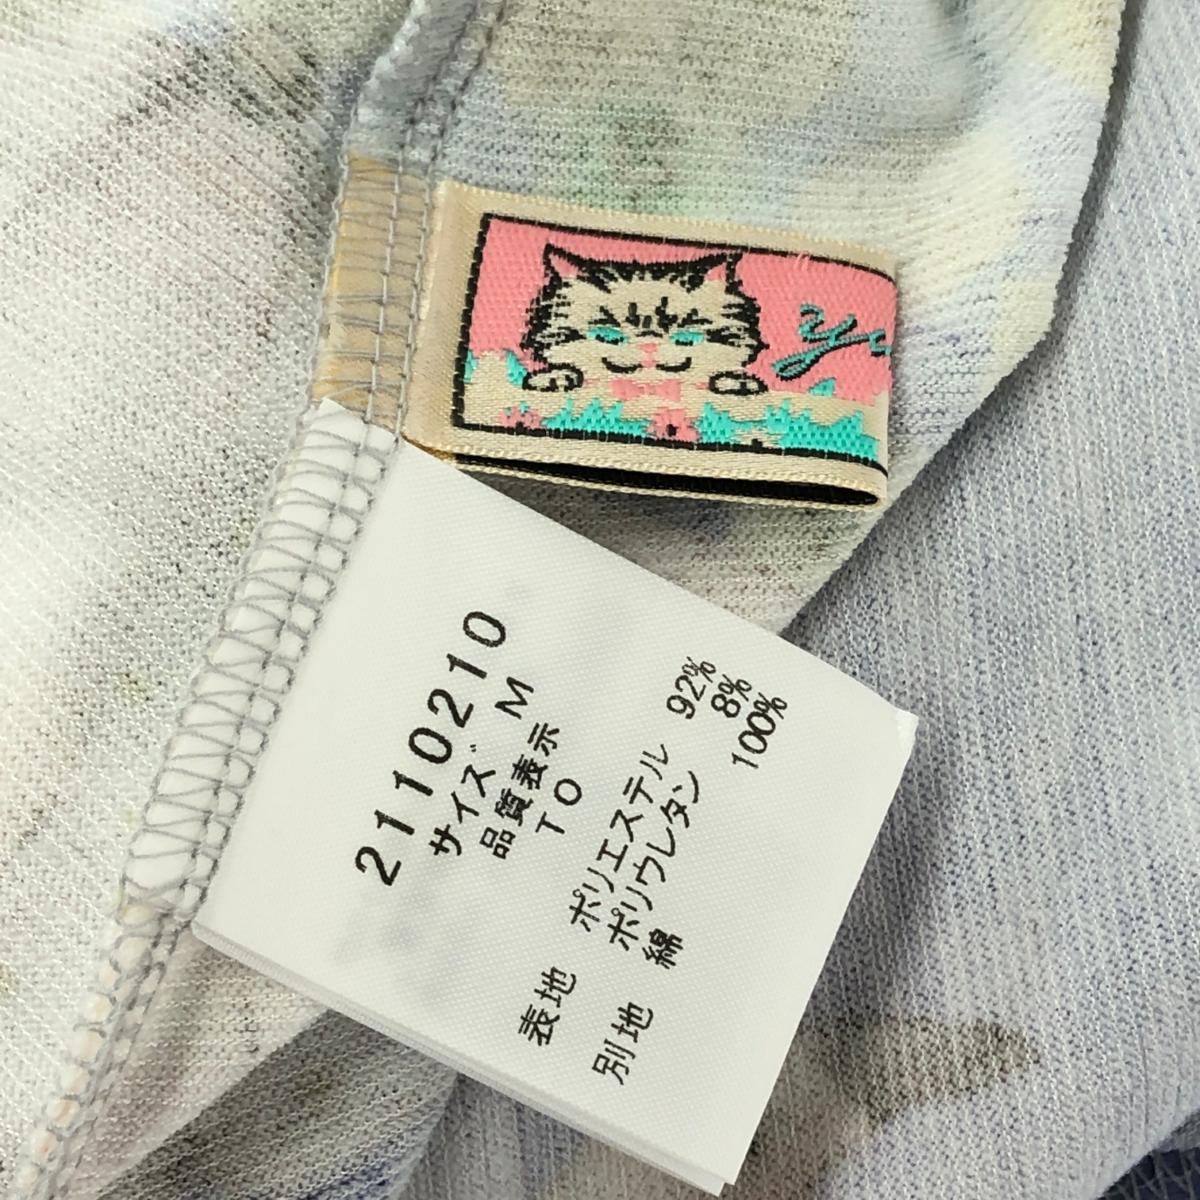 2110210
サイズ M
品質表示
TO
表地 ポリエステル 92%
ポリウレタン 8%
別地 綿 100%